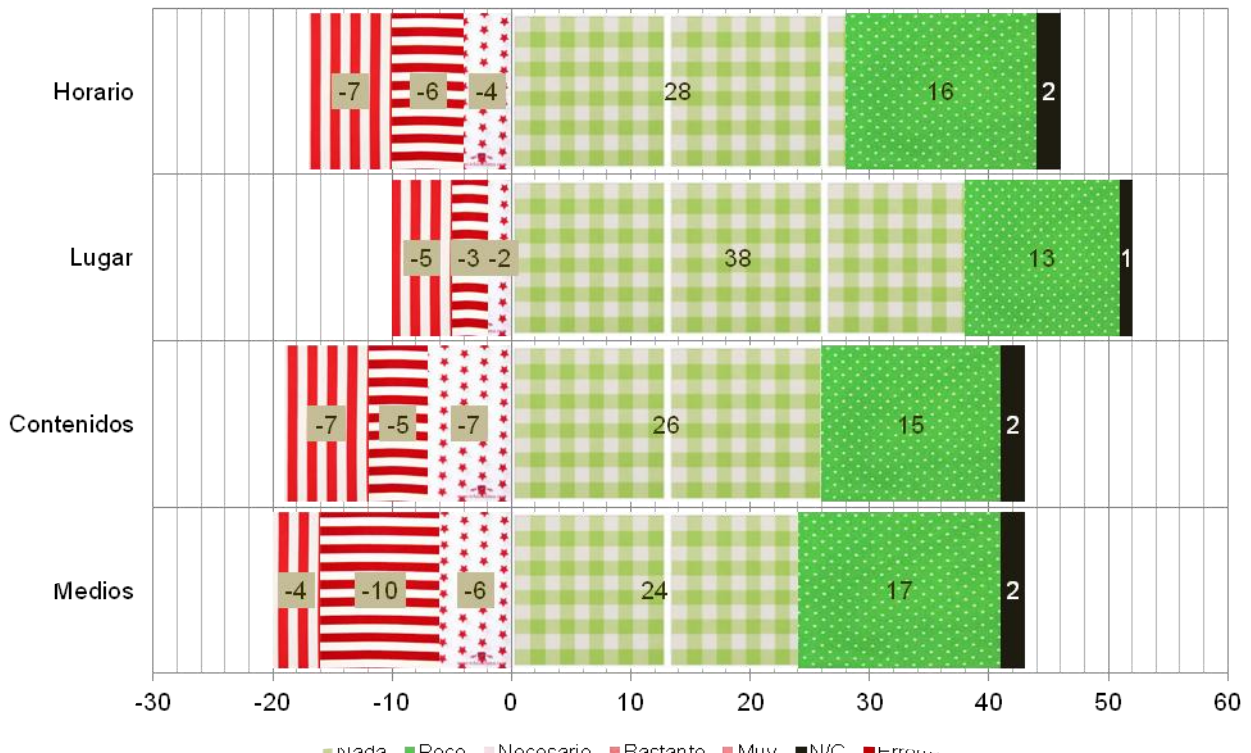 Horario -7 -6 -4 28 16 2
Lugar -5 -3 -2 38 13 1
Contenidos -7 -5 -7 26 15 2
Medios -4 -10 -6 24 17 2
-30 -20 -10 0 10 20 30 40 50 60
Nada Poco Necesario Bastante Muy N/C